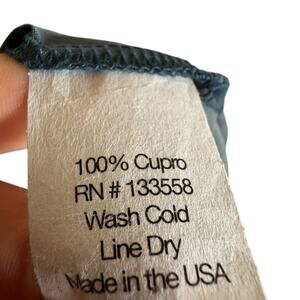 100% Cupro
RN # 133558
Wash Cold
Line Dry
Made in the USA